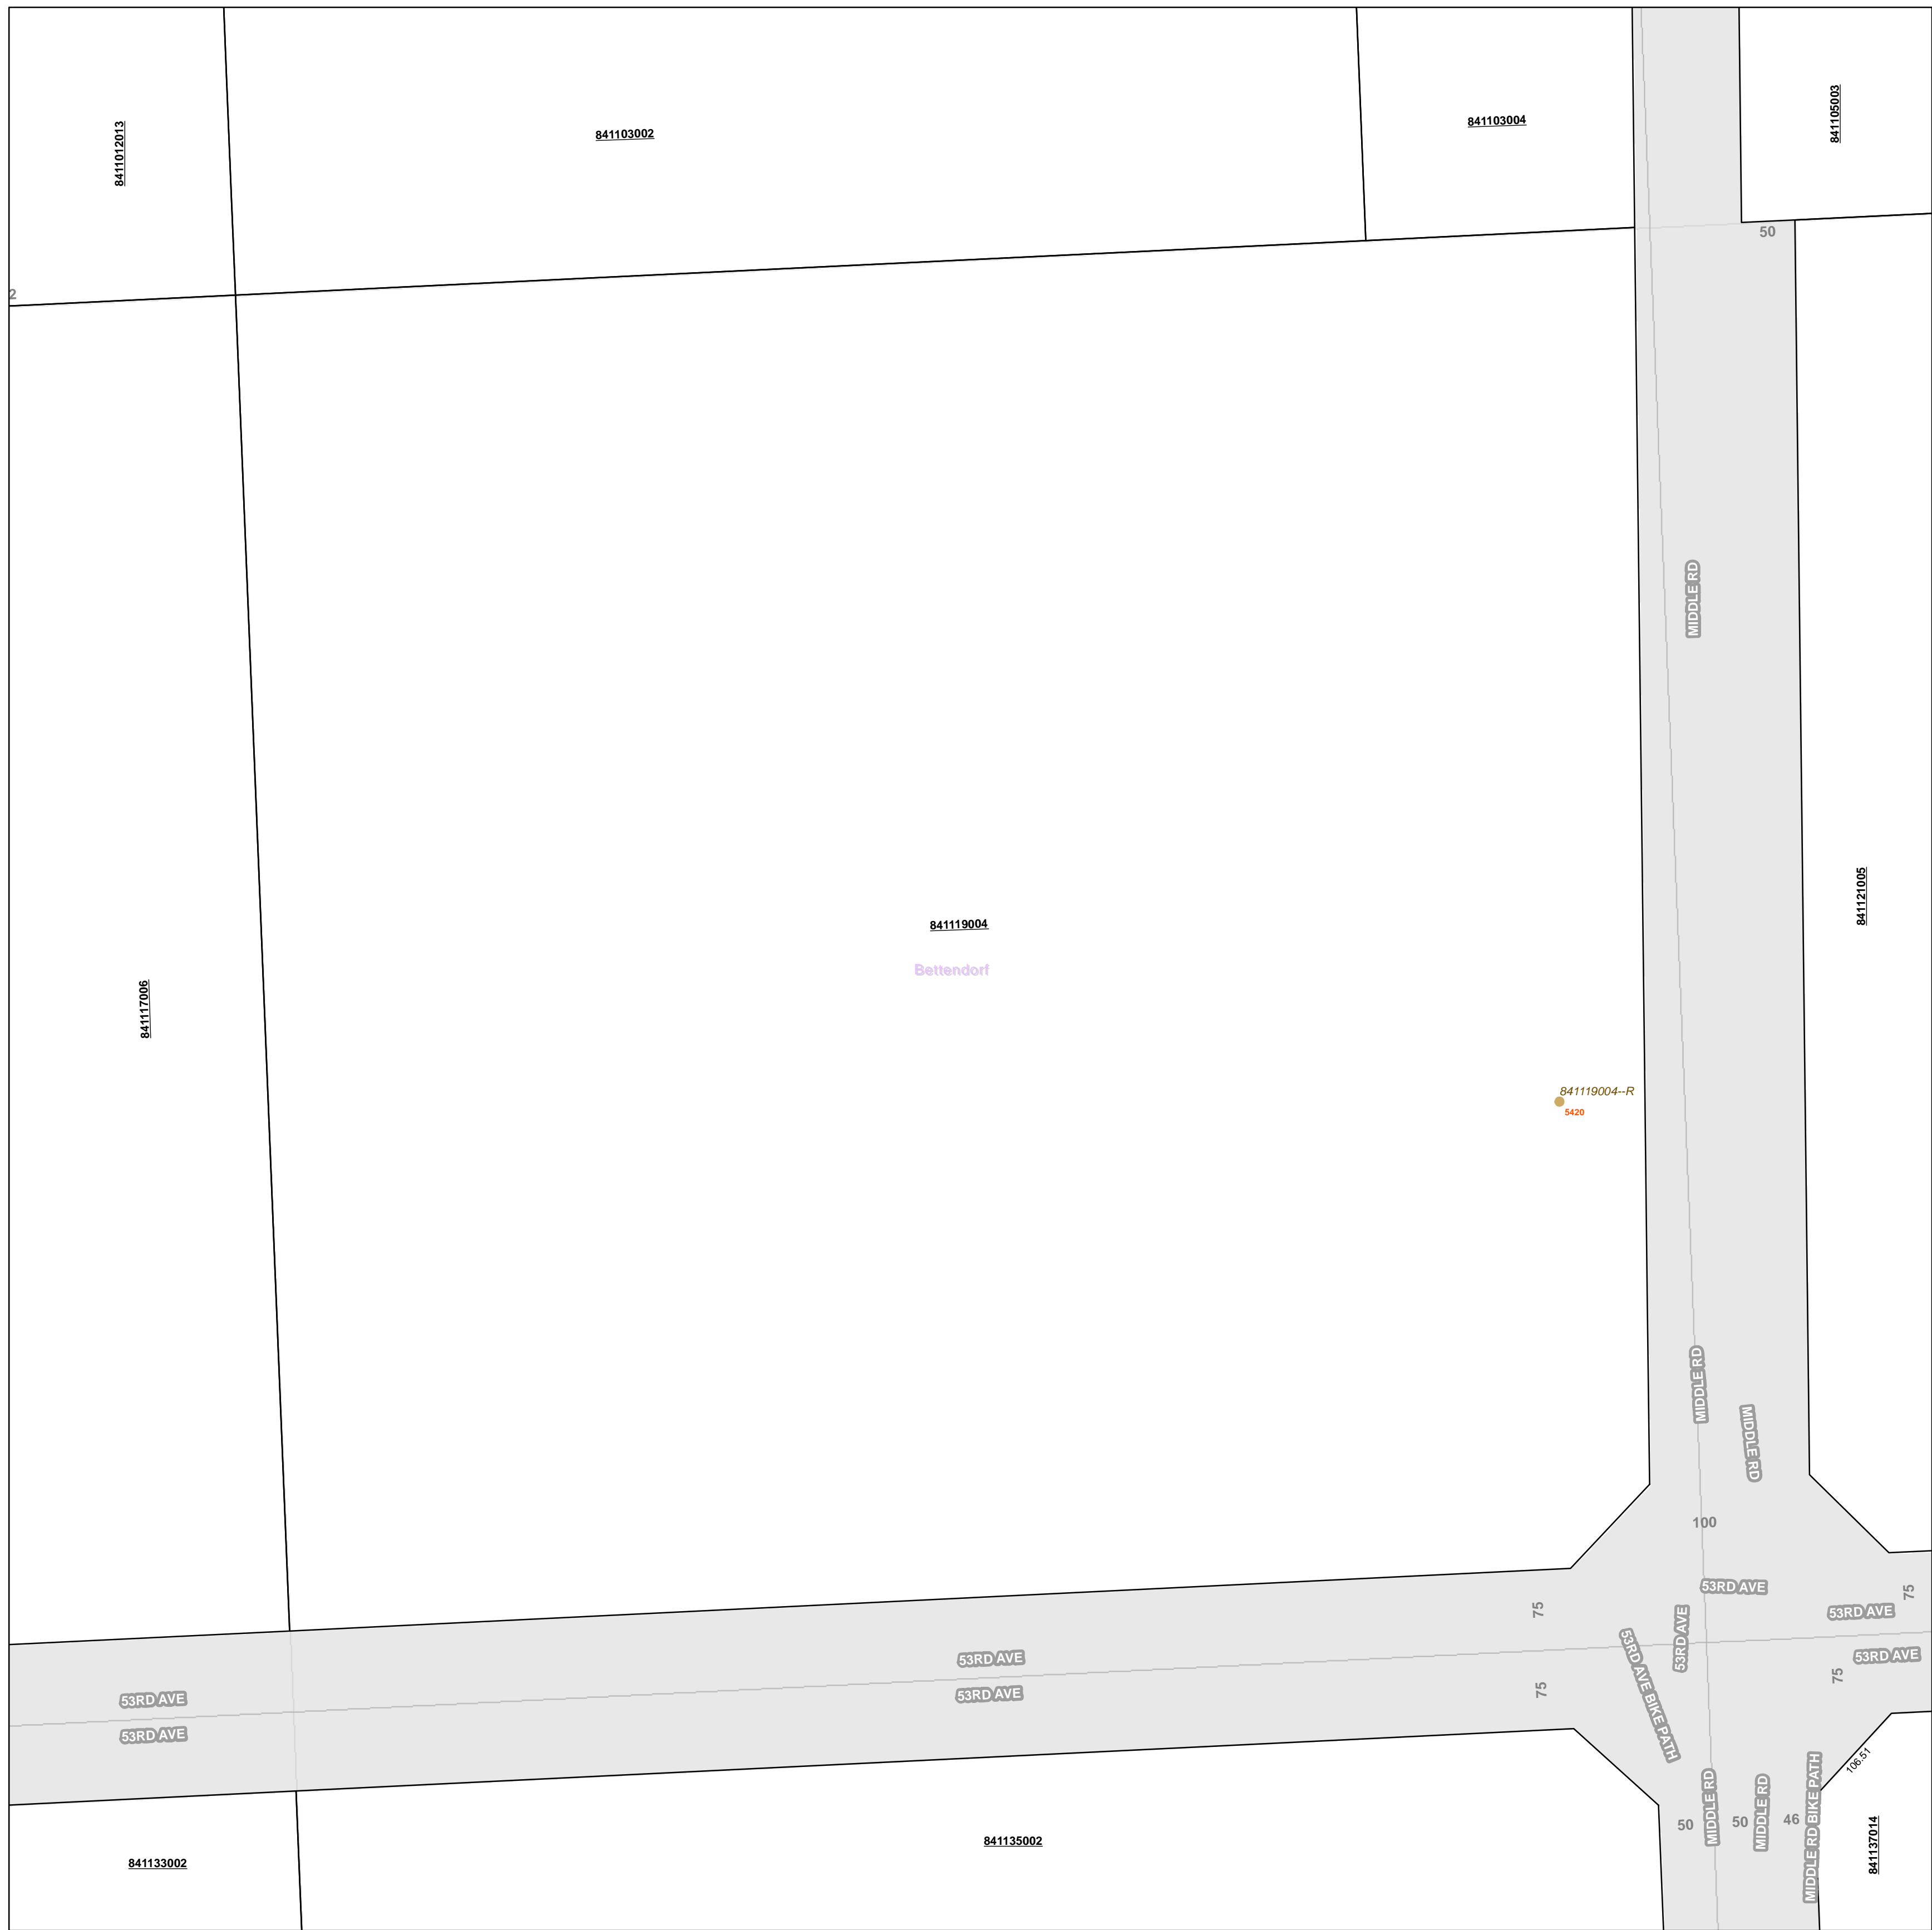 8411012013
841103002
841103004
841105003
50
2
MIDDLE RD
841119004
Bettendorf
841121005
841117006
841119004--R
5420
MIDDLE RD
MIDDLE RD
100
53RD AVE
75
75
53RD AVE
53RD AVE
53RD AVE BIKE PATH
53RD AVE
53RD AVE
53RD AVE
75
75
53RD AVE
53RD AVE
106.51
MIDDLE RD
MIDDLE RD
MIDDLE RD BIKE PATH
50
50
46
841135002
841133002
841137014